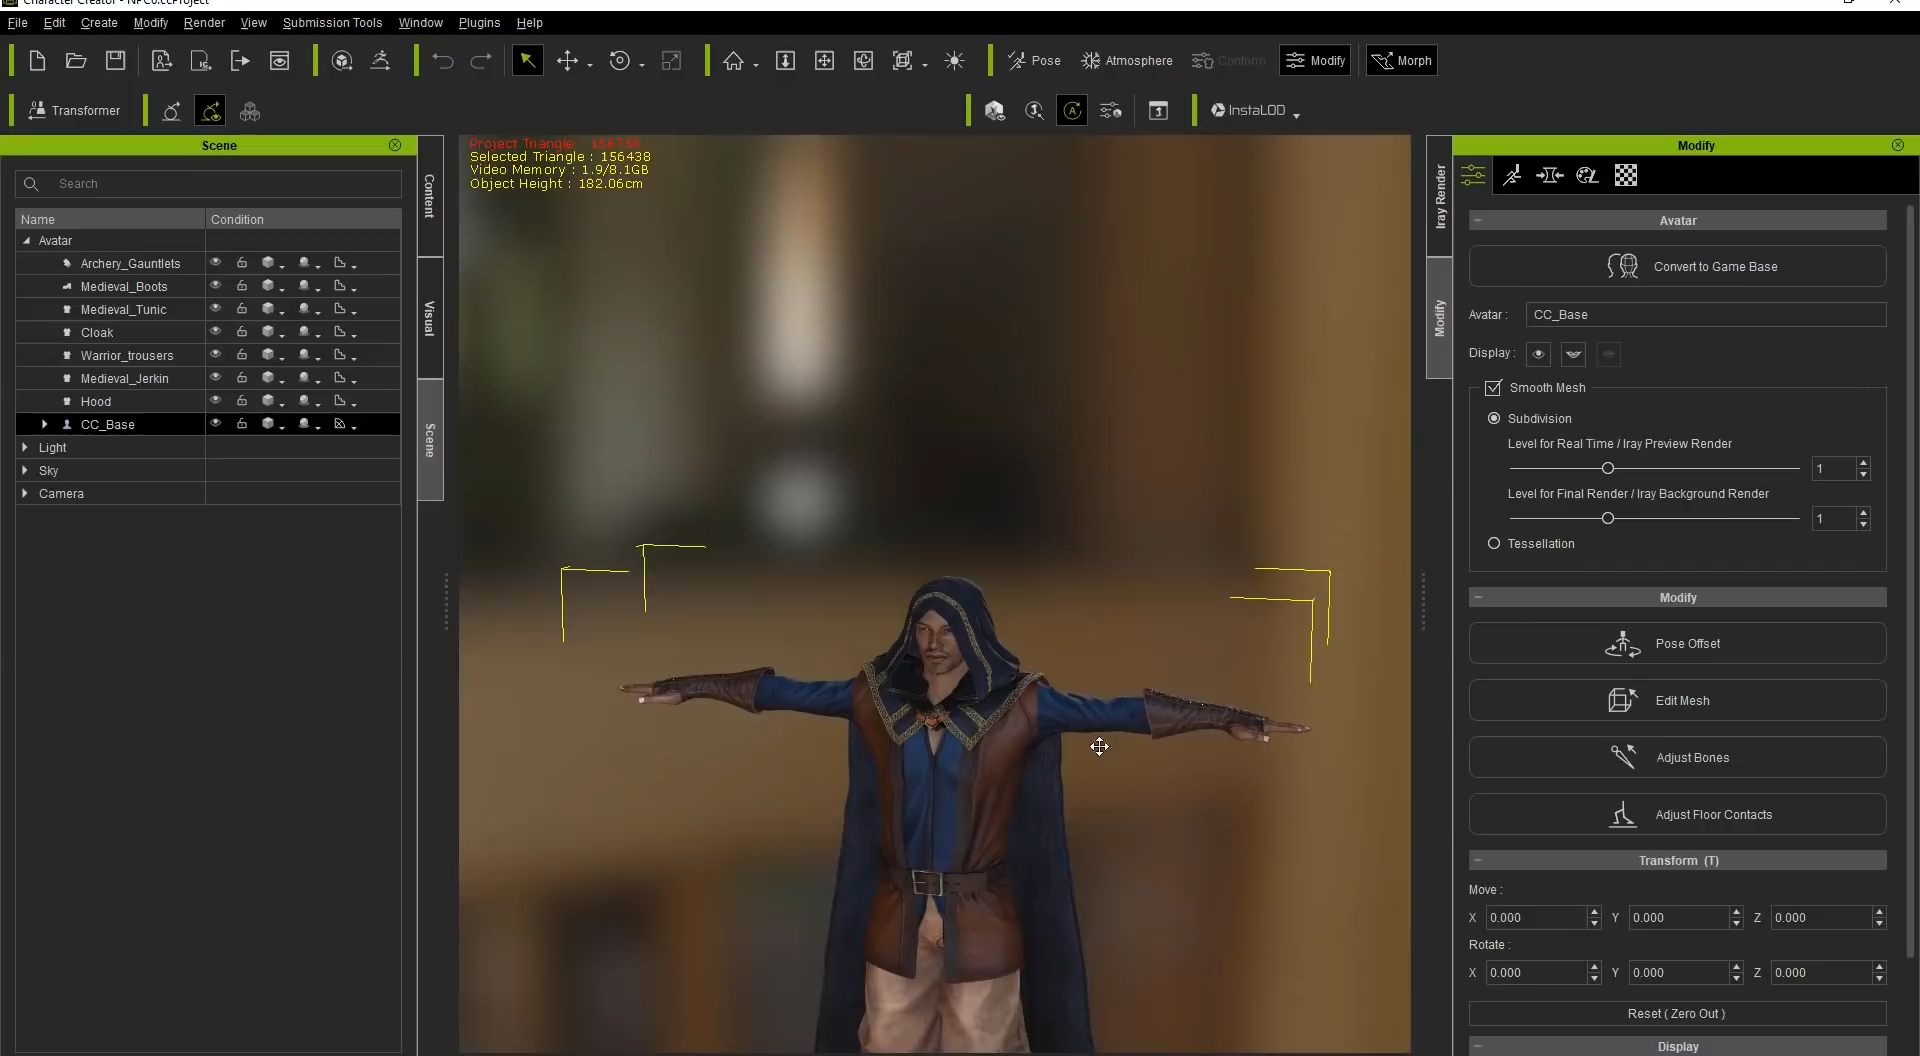 Character Creator - NPC6.ccProject
File Edit Create Modify Render View Submission Tools Window Plugins Help
Pose Atmosphere Conform Modify Morph
Transformer InstaLOD
Scene
Search
Name Condition
Avatar
Archery_Gauntlets
Medieval_Boots
Medieval_Tunic
Cloak
Warrior_trousers
Medieval_Jerkin
Hood
CC_Base
Light
Sky
Camera
Content
Visual
Scene
Project Triangle : 156758
Selected Triangle : 156438
Video Memory : 1.9/8.1GB
Object Height : 182.06cm
Iray Render
Modify
Modify
Avatar
Convert to Game Base
Avatar : CC_Base
Display :
Smooth Mesh
Subdivision
Level for Real Time / Iray Preview Render
1
Level for Final Render / Iray Background Render
1
Tessellation
Modify
Pose Offset
Edit Mesh
Adjust Bones
Adjust Floor Contacts
Transform (T)
Move :
X 0.000 Y 0.000 Z 0.000
Rotate :
X 0.000 Y 0.000 Z 0.000
Reset ( Zero Out )
Display